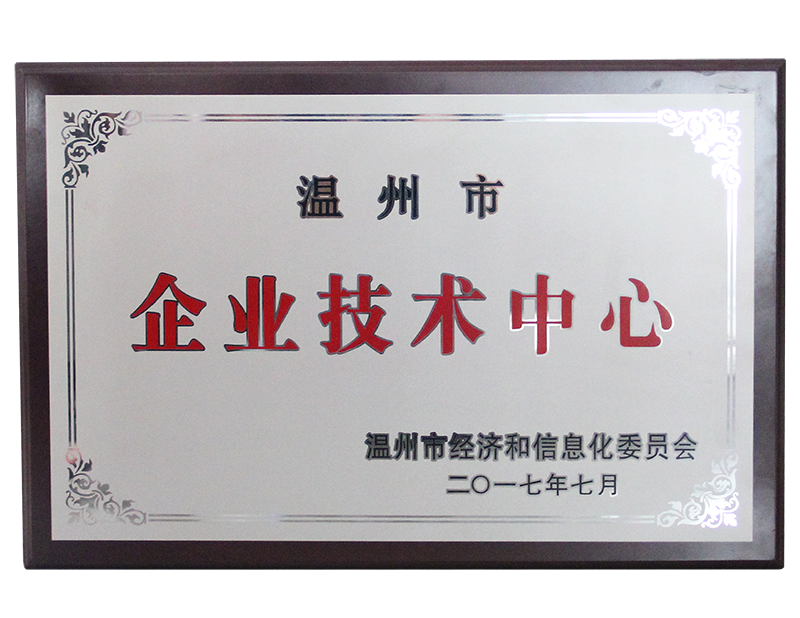 温州市
企业技术中心
温州市经济和信息化委员会
二〇一七年七月